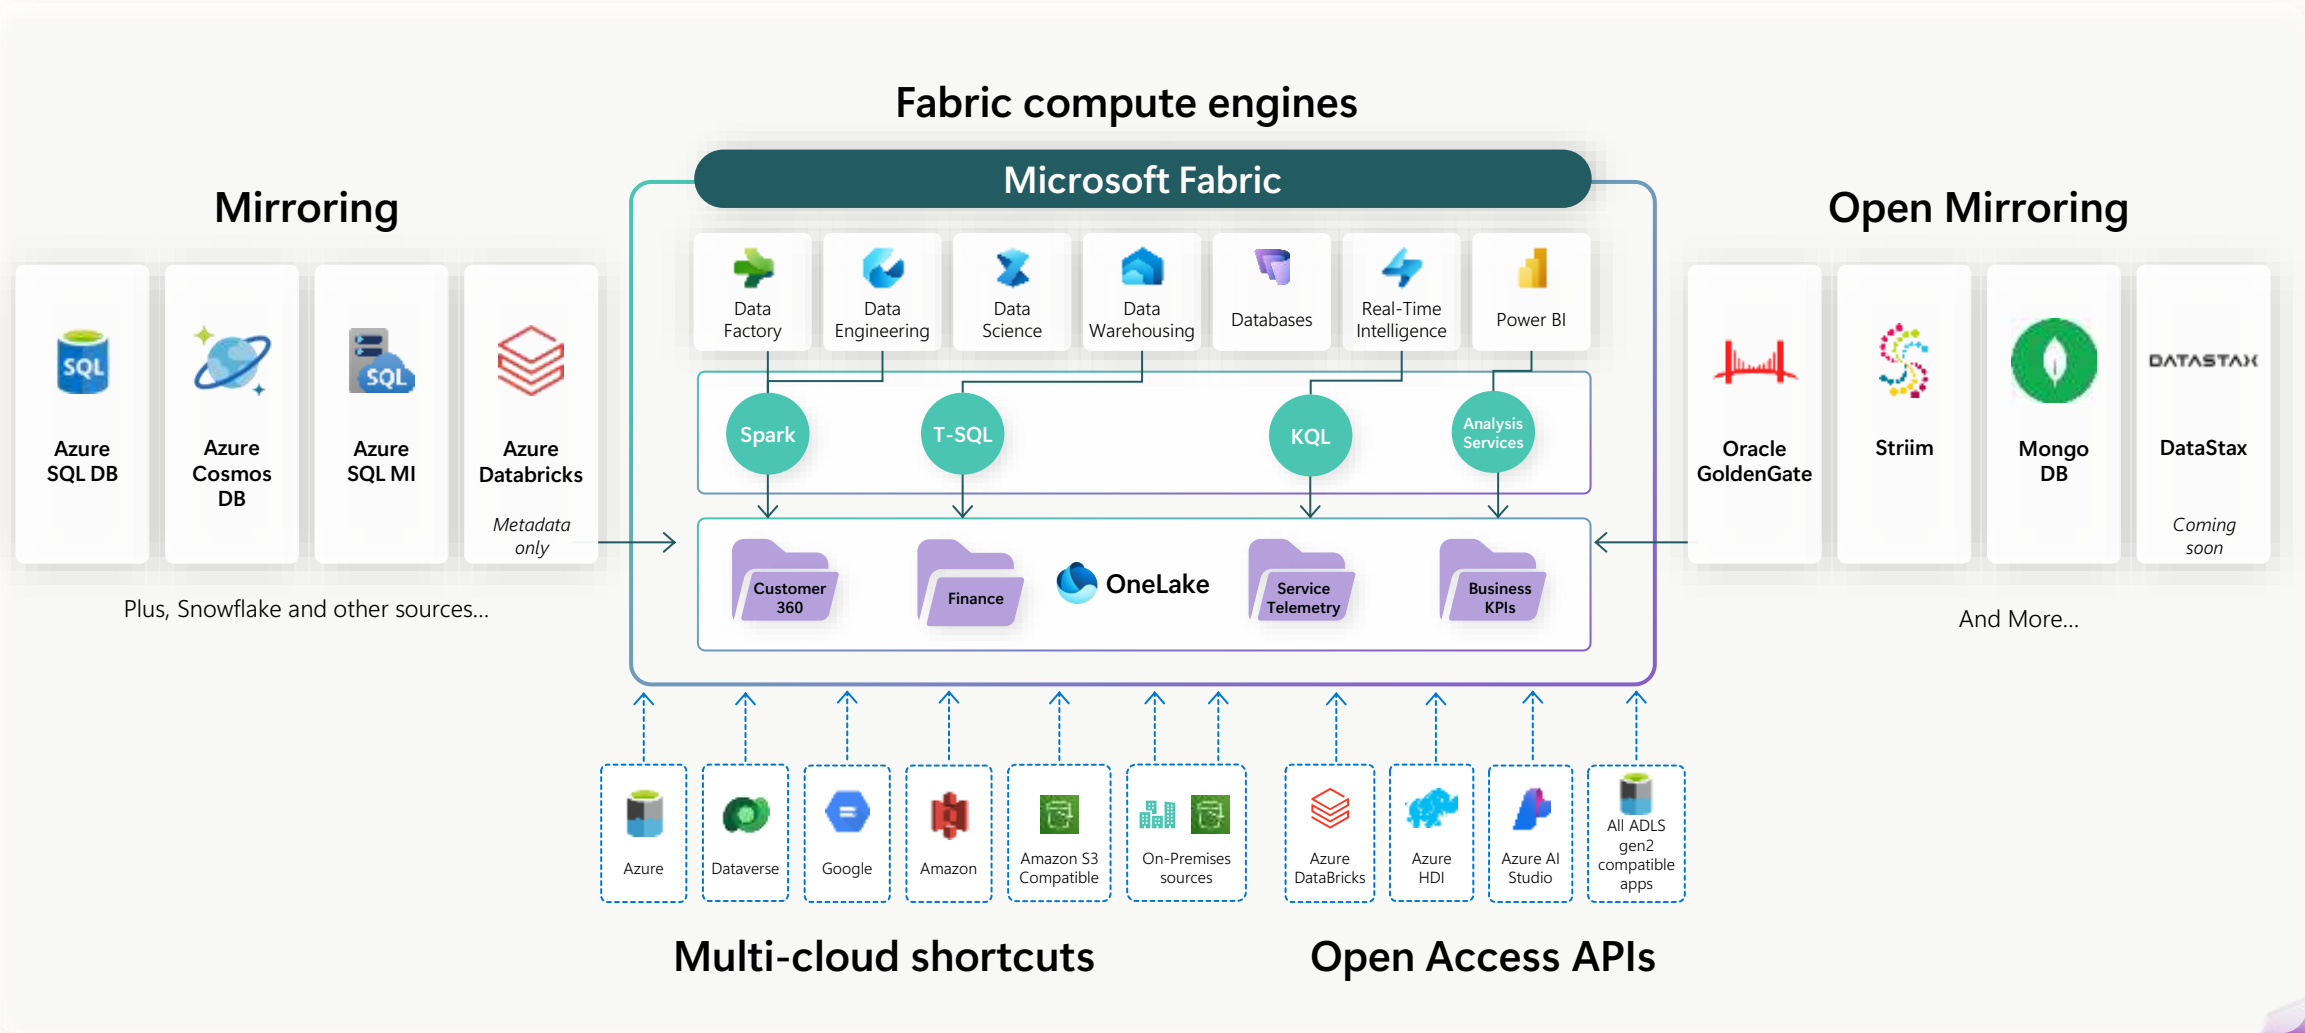 Fabric compute engines
Microsoft Fabric
Mirroring
Open Mirroring
Data
Factory
Data
Engineering
Data
Science
Data
Warehousing
Databases
Real-Time
Intelligence
Power BI
SQL
Azure
SQL DB
Azure
Cosmos
DB
SQL
Azure
SQL MI
Azure
Databricks
Metadata
only
Plus, Snowflake and other sources...
Spark
T-SQL
KQL
Analysis
Services
Customer
360
Finance
OneLake
Service
Telemetry
Business
KPIs
Oracle
GoldenGate
Striim
Mongo
DB
DATASTAX
DataStax
Coming
soon
And More...
Azure
Dataverse
Google
Amazon
Amazon S3
Compatible
On-Premises
sources
Azure
DataBricks
Azure
HDI
Azure AI
Studio
All ADLS
gen2
compatible
apps
Multi-cloud shortcuts
Open Access APIs